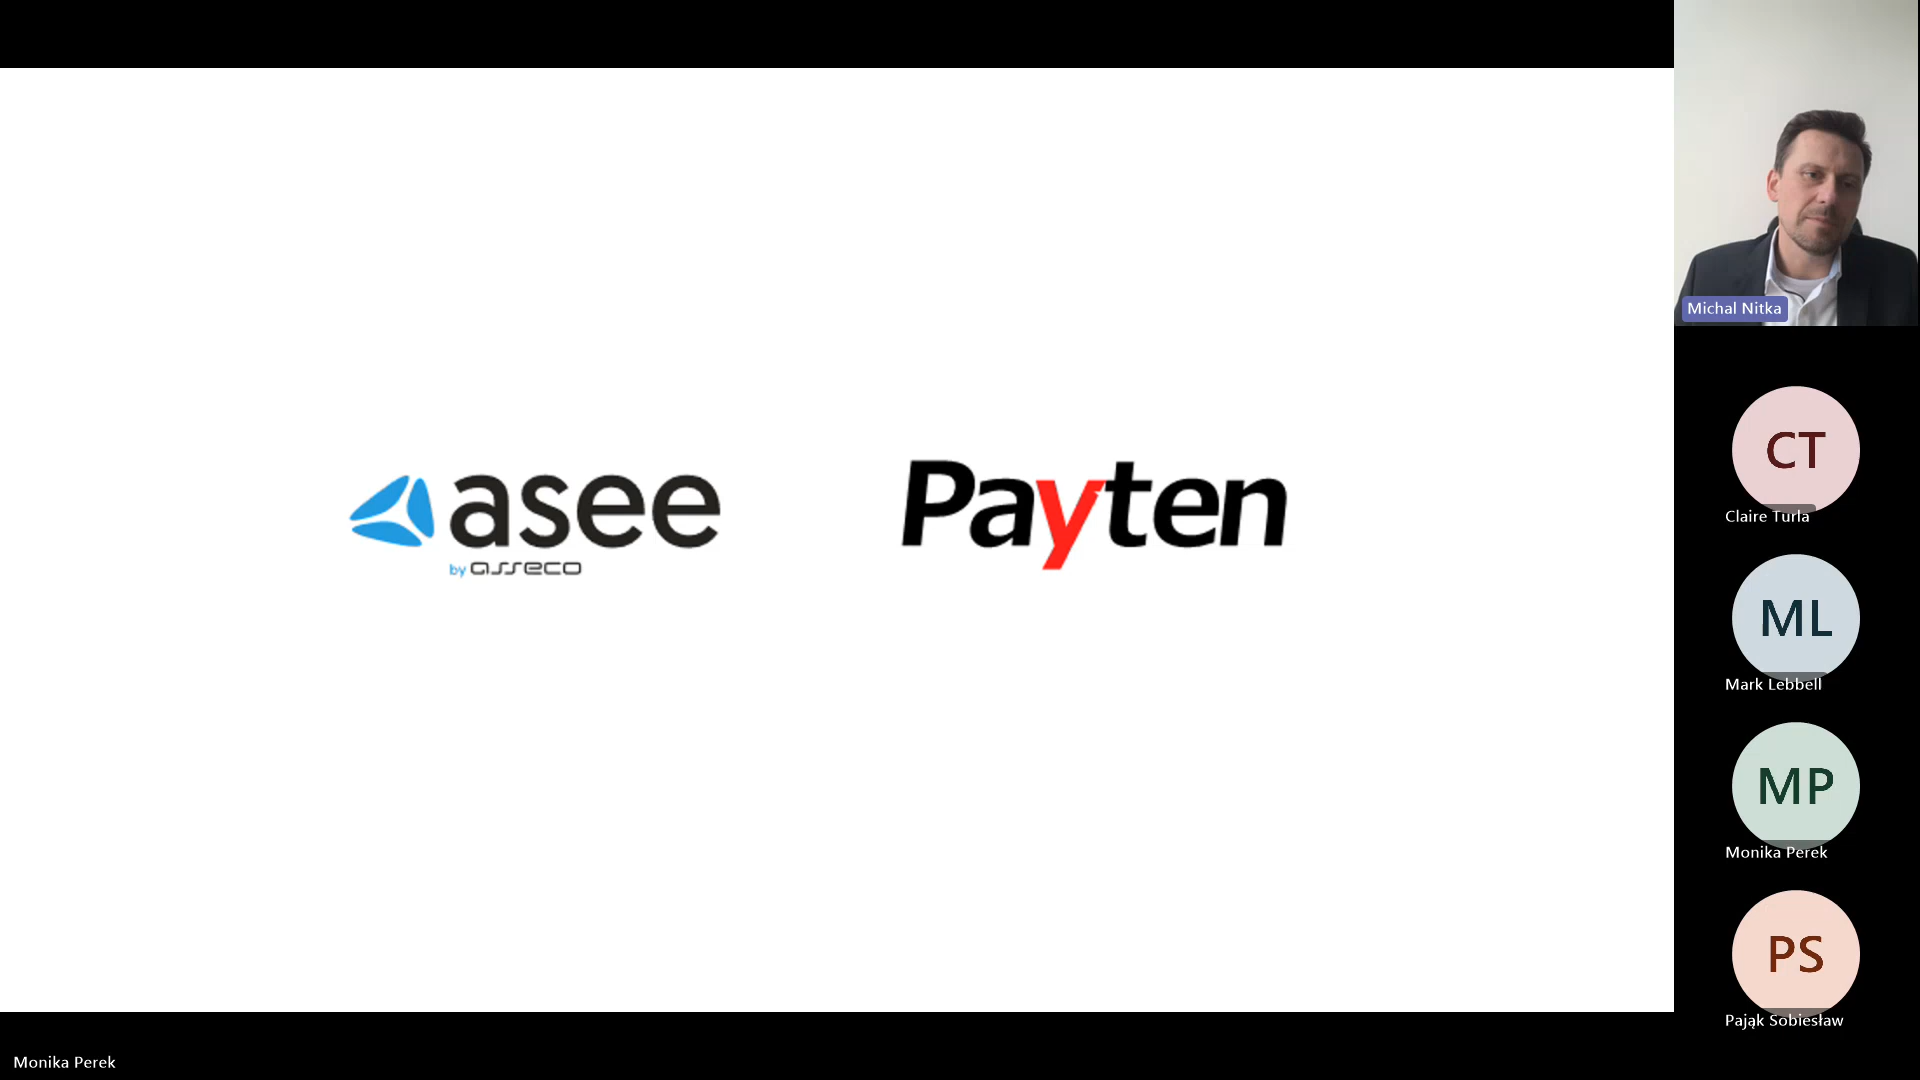 asee
by asseco
Payten
Michal Nitka
CT
Claire Turla
ML
Mark Lebbell
MP
Monika Perek
PS
Pająk Sobiesław
Monika Perek